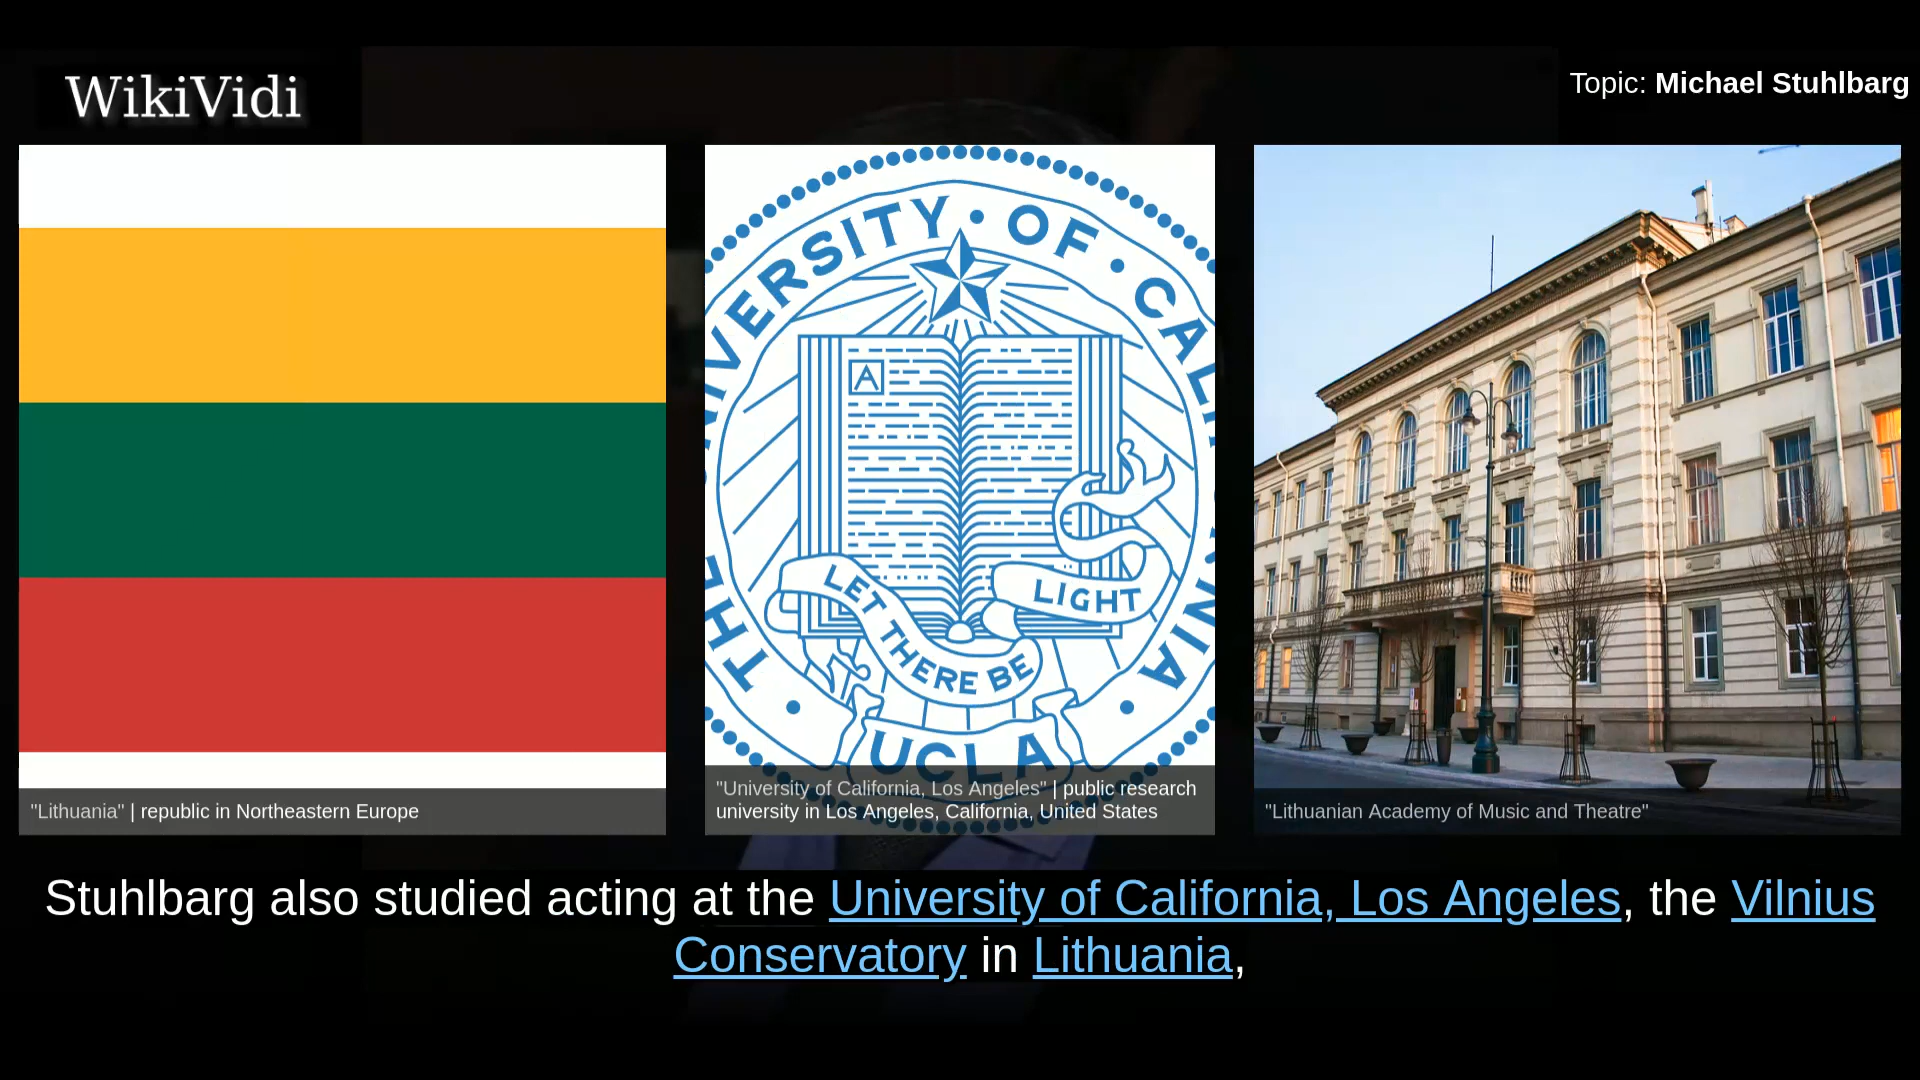 WikiVidi
Topic: Michael Stuhlbarg
THE UNIVERSITY · OF · CALIFORNIA
A
LET THERE BE
LIGHT
UCLA
"Lithuania" | republic in Northeastern Europe
"University of California, Los Angeles" | public research
university in Los Angeles, California, United States
"Lithuanian Academy of Music and Theatre"
Stuhlbarg also studied acting at the University of California, Los Angeles, the Vilnius
Conservatory in Lithuania,